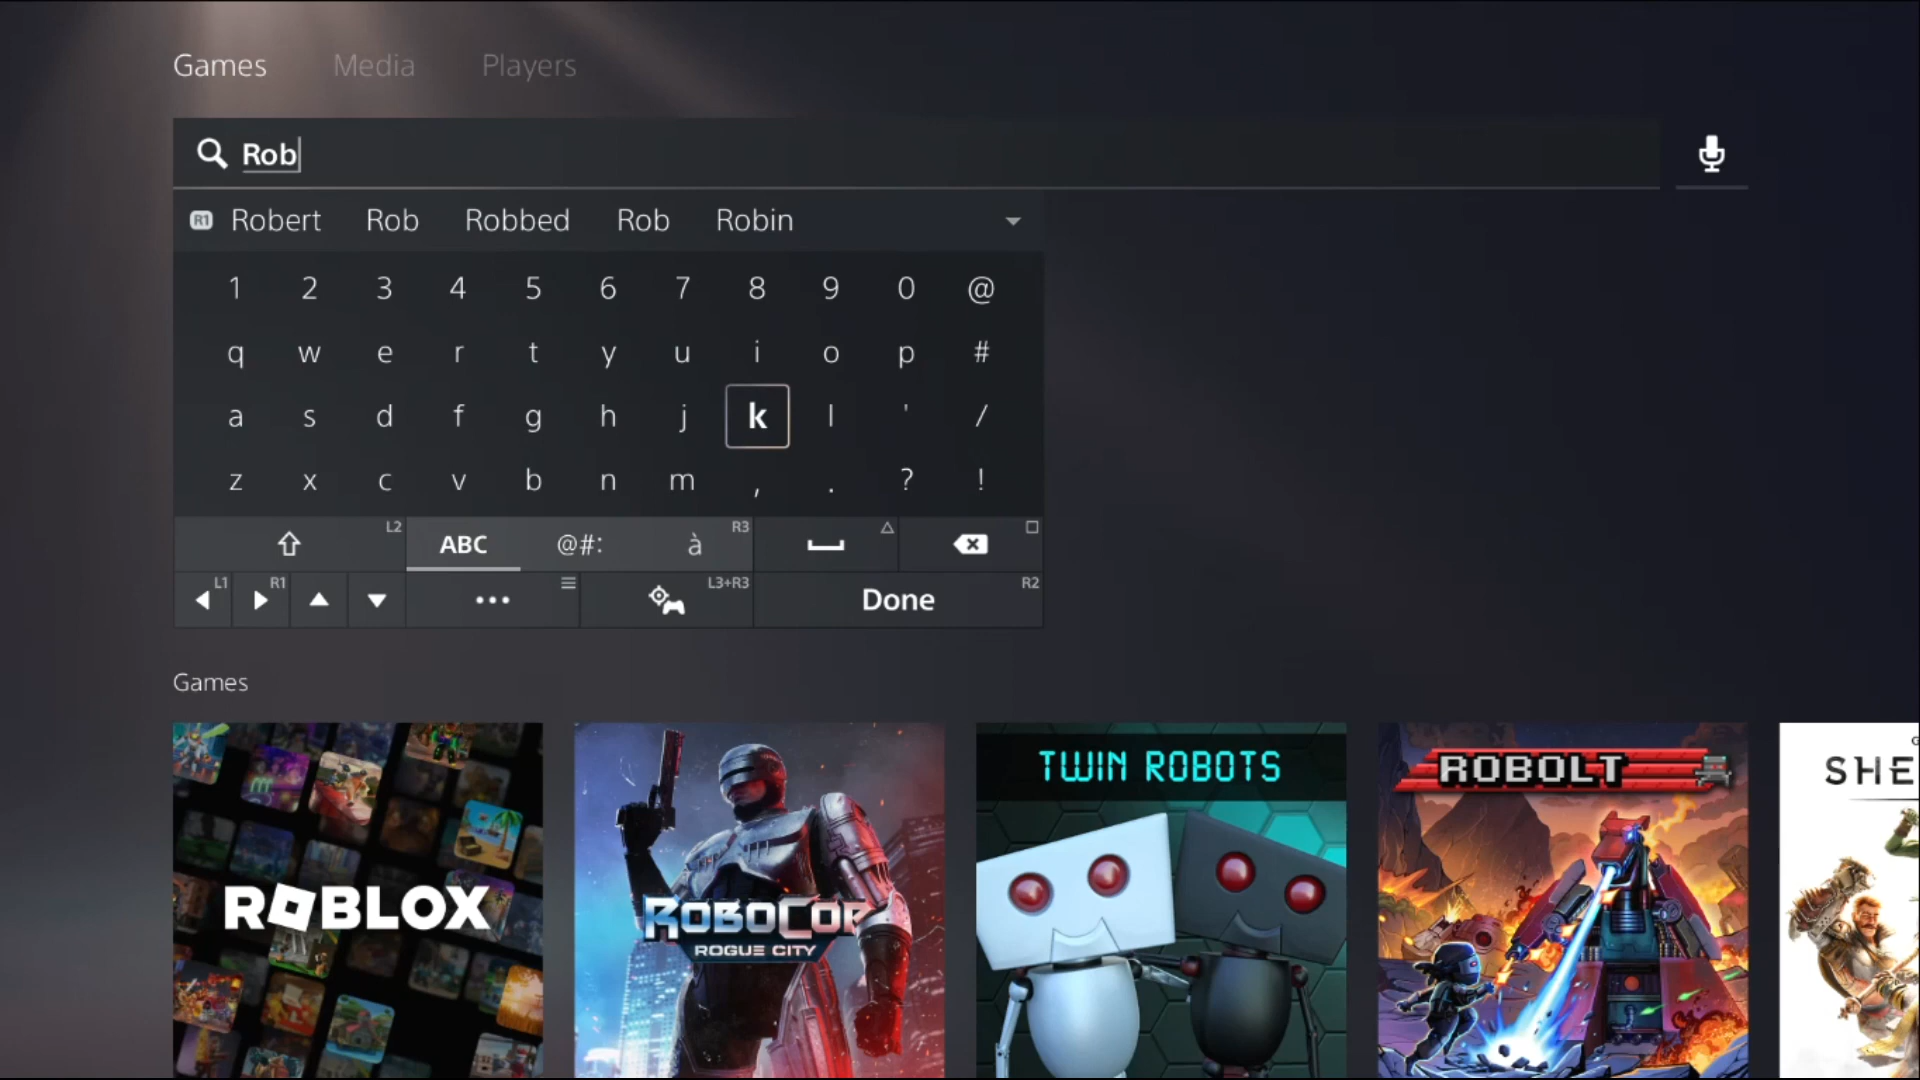 Games Media Players
Rob
R1 Robert Rob Robbed Rob Robin
1 2 3 4 5 6 7 8 9 0 @
q w e r t y u i o p #
a s d f g h j k l ' /
z x c v b n m , . ? !
L2 ABC @#: à R3
L1 R1 ••• L3+R3 Done R2
Games
ROBLOX
ROBOCOP
ROGUE CITY
TWIN ROBOTS
ROBOLT
SHE